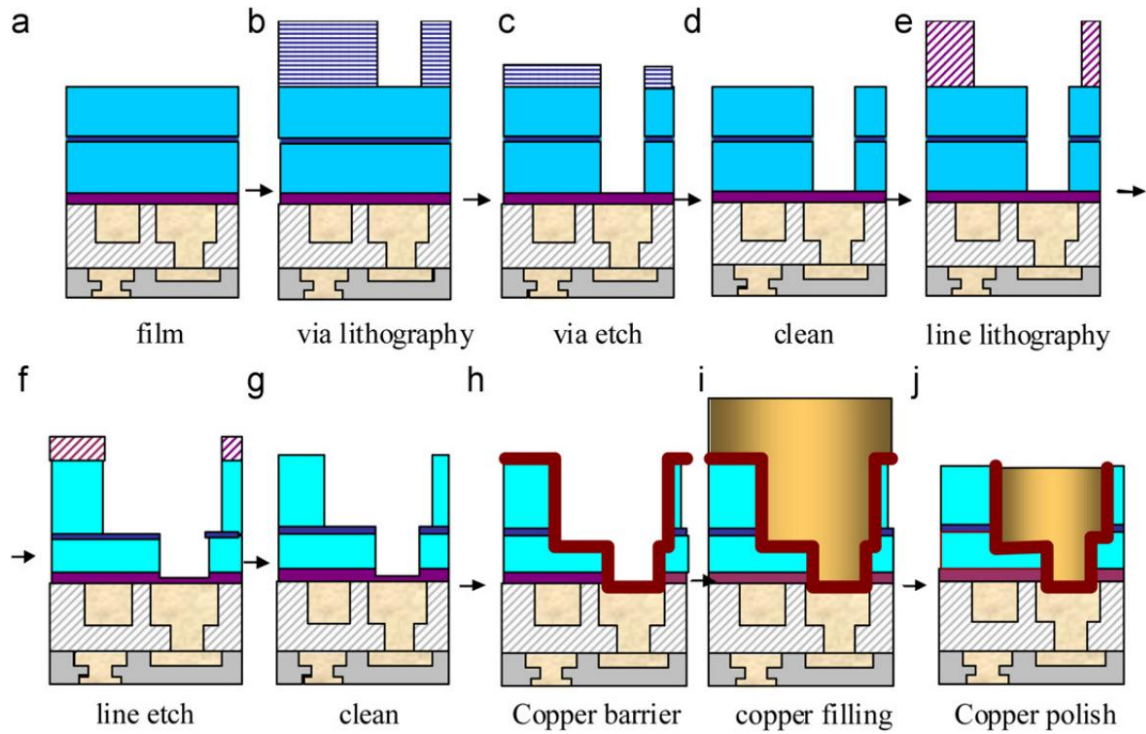 a
b
c
d
e
film
via lithography
via etch
clean
line lithography
f
g
h
i
j
line etch
clean
Copper barrier
copper filling
Copper polish